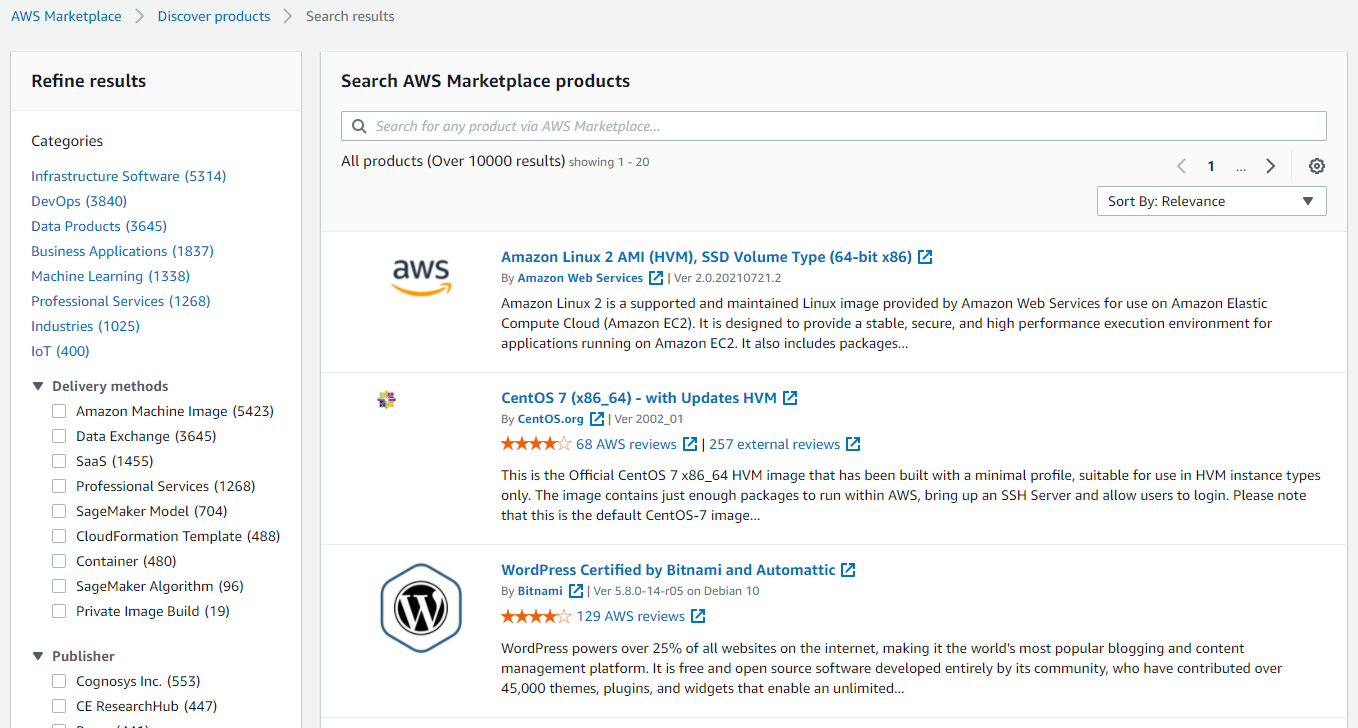 AWS Marketplace > Discover products > Search results
Refine results
Categories
Infrastructure Software (5314)
DevOps (3840)
Data Products (3645)
Business Applications (1837)
Machine Learning (1338)
Professional Services (1268)
Industries (1025)
IoT (400)
Delivery methods
Amazon Machine Image (5423)
Data Exchange (3645)
SaaS (1455)
Professional Services (1268)
SageMaker Model (704)
CloudFormation Template (488)
Container (480)
SageMaker Algorithm (96)
Private Image Build (19)
Publisher
Cognosys Inc. (553)
CE ResearchHub (447)
Search AWS Marketplace products
Search for any product via AWS Marketplace...
All products (Over 10000 results) showing 1 - 20
1 ...
Sort By: Relevance
aws
Amazon Linux 2 AMI (HVM), SSD Volume Type (64-bit x86)
By Amazon Web Services | Ver 2.0.20210721.2
Amazon Linux 2 is a supported and maintained Linux image provided by Amazon Web Services for use on Amazon Elastic
Compute Cloud (Amazon EC2). It is designed to provide a stable, secure, and high performance execution environment for
applications running on Amazon EC2. It also includes packages...
CentOS 7 (x86_64) - with Updates HVM
By CentOS.org | Ver 2002_01
68 AWS reviews | 257 external reviews
This is the Official CentOS 7 x86_64 HVM image that has been built with a minimal profile, suitable for use in HVM instance types
only. The image contains just enough packages to run within AWS, bring up an SSH Server and allow users to login. Please note
that this is the default CentOS-7 image...
W
WordPress Certified by Bitnami and Automattic
By Bitnami | Ver 5.8.0-14-r05 on Debian 10
129 AWS reviews
WordPress powers over 25% of all websites on the internet, making it the world's most popular blogging and content
management platform. It is free and open source software developed entirely by its community, who have contributed over
45,000 themes, plugins, and widgets that enable an unlimited...